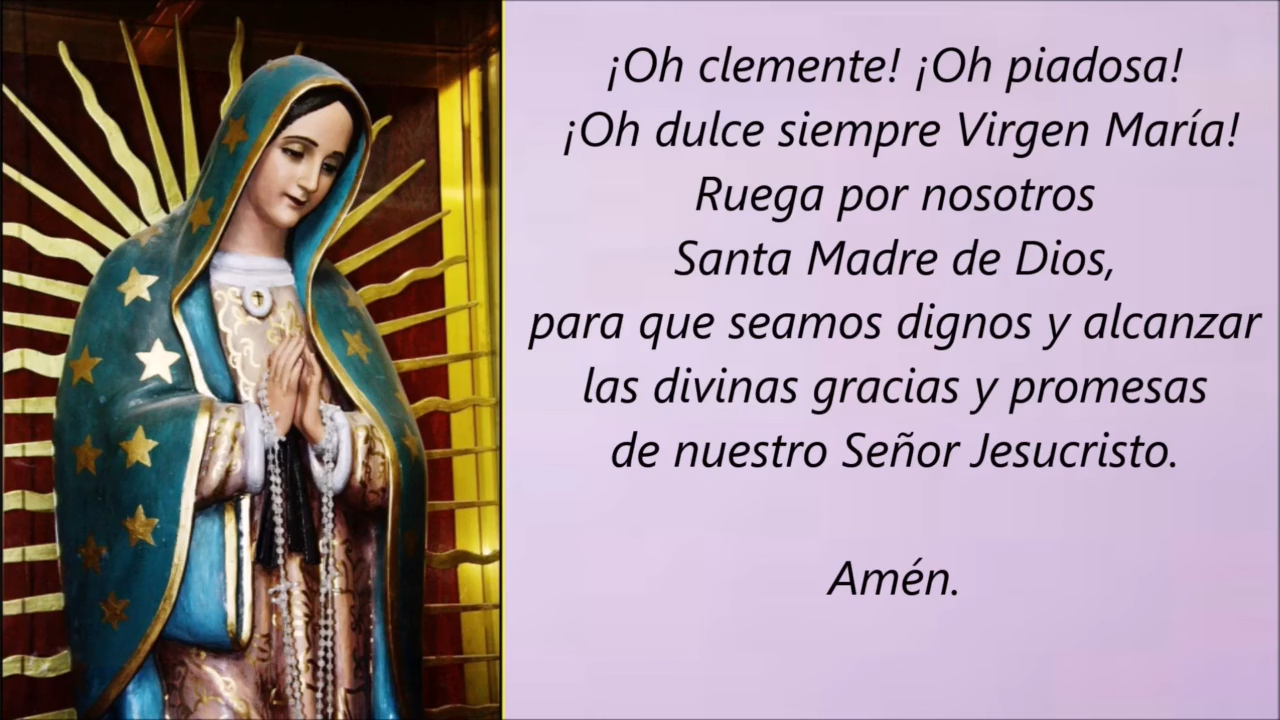 ¡Oh clemente! ¡Oh piadosa!
¡Oh dulce siempre Virgen María!
Ruega por nosotros
Santa Madre de Dios,
para que seamos dignos y alcanzar
las divinas gracias y promesas
de nuestro Señor Jesucristo.
Amén.